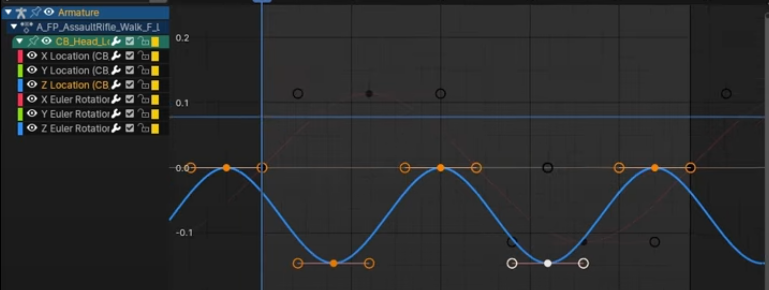 Armature
A_FP_AssaultRifle_Walk_F_L
CB_Head_L
X Location (CB
Y Location (CB
Z Location (CB
X Euler Rotation
Y Euler Rotation
Z Euler Rotation
0.2
0.1
0.0
-0.1